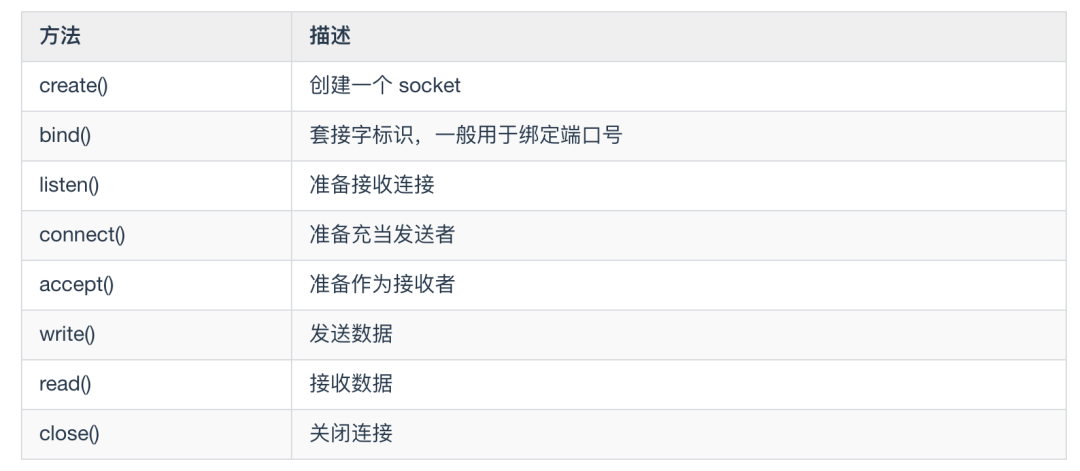 方法 描述
create() 创建一个 socket
bind() 套接字标识，一般用于绑定端口号
listen() 准备接收连接
connect() 准备充当发送者
accept() 准备作为接收者
write() 发送数据
read() 接收数据
close() 关闭连接